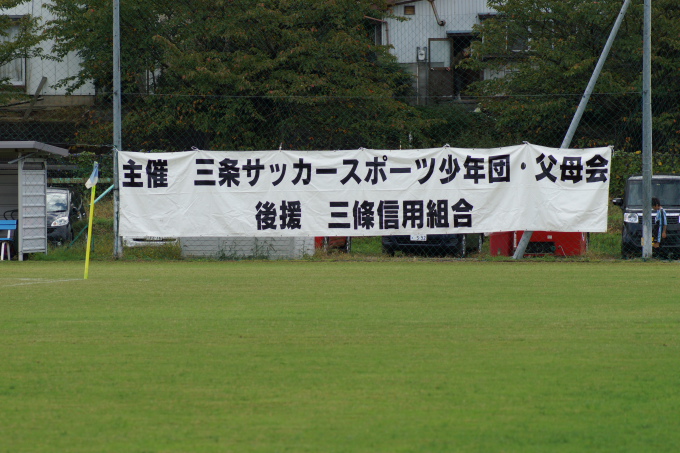 主催　三条サッカースポーツ少年団・父母会
後援　三條信用組合